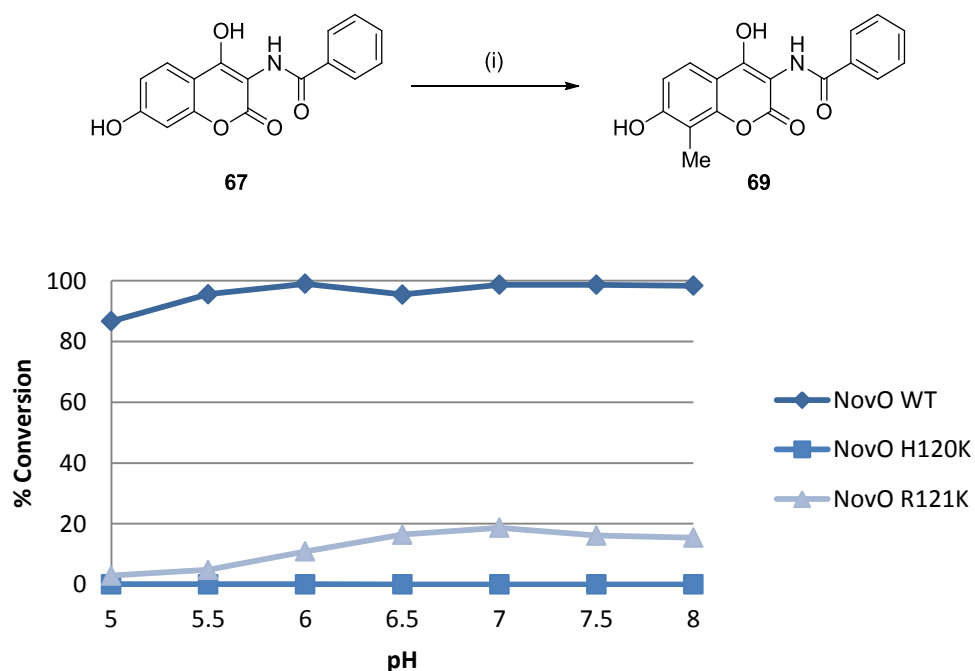 OH
H
N
O
HO
O
O
67
(i)
OH
H
N
O
HO
O
O
Me
69
100
80
60
40
20
0
% Conversion
5 5.5 6 6.5 7 7.5 8
pH
NovO WT
NovO H120K
NovO R121K